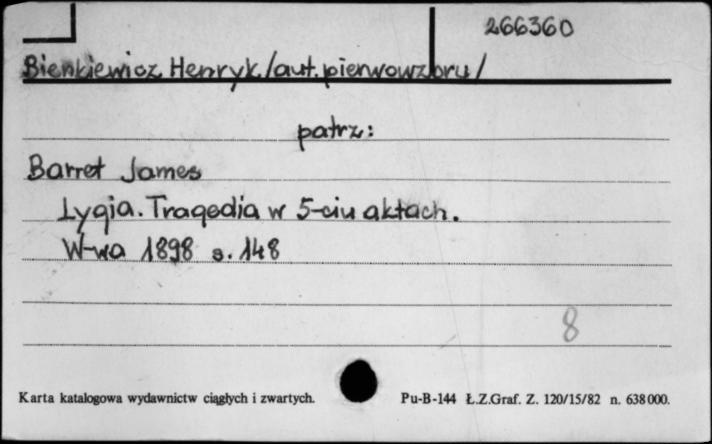 266360
Bienkiewicz Henryk /aut. pierwowzoru/
patrz:
Barret James
Lygia. Tragedia w 5-ciu aktach.
W-wa 1898 s. 148
8
Karta katalogowa wydawnictw ciągłych i zwartych. Pu-B-144 Ł.Z.Graf. Z. 120/15/82 n. 638000.